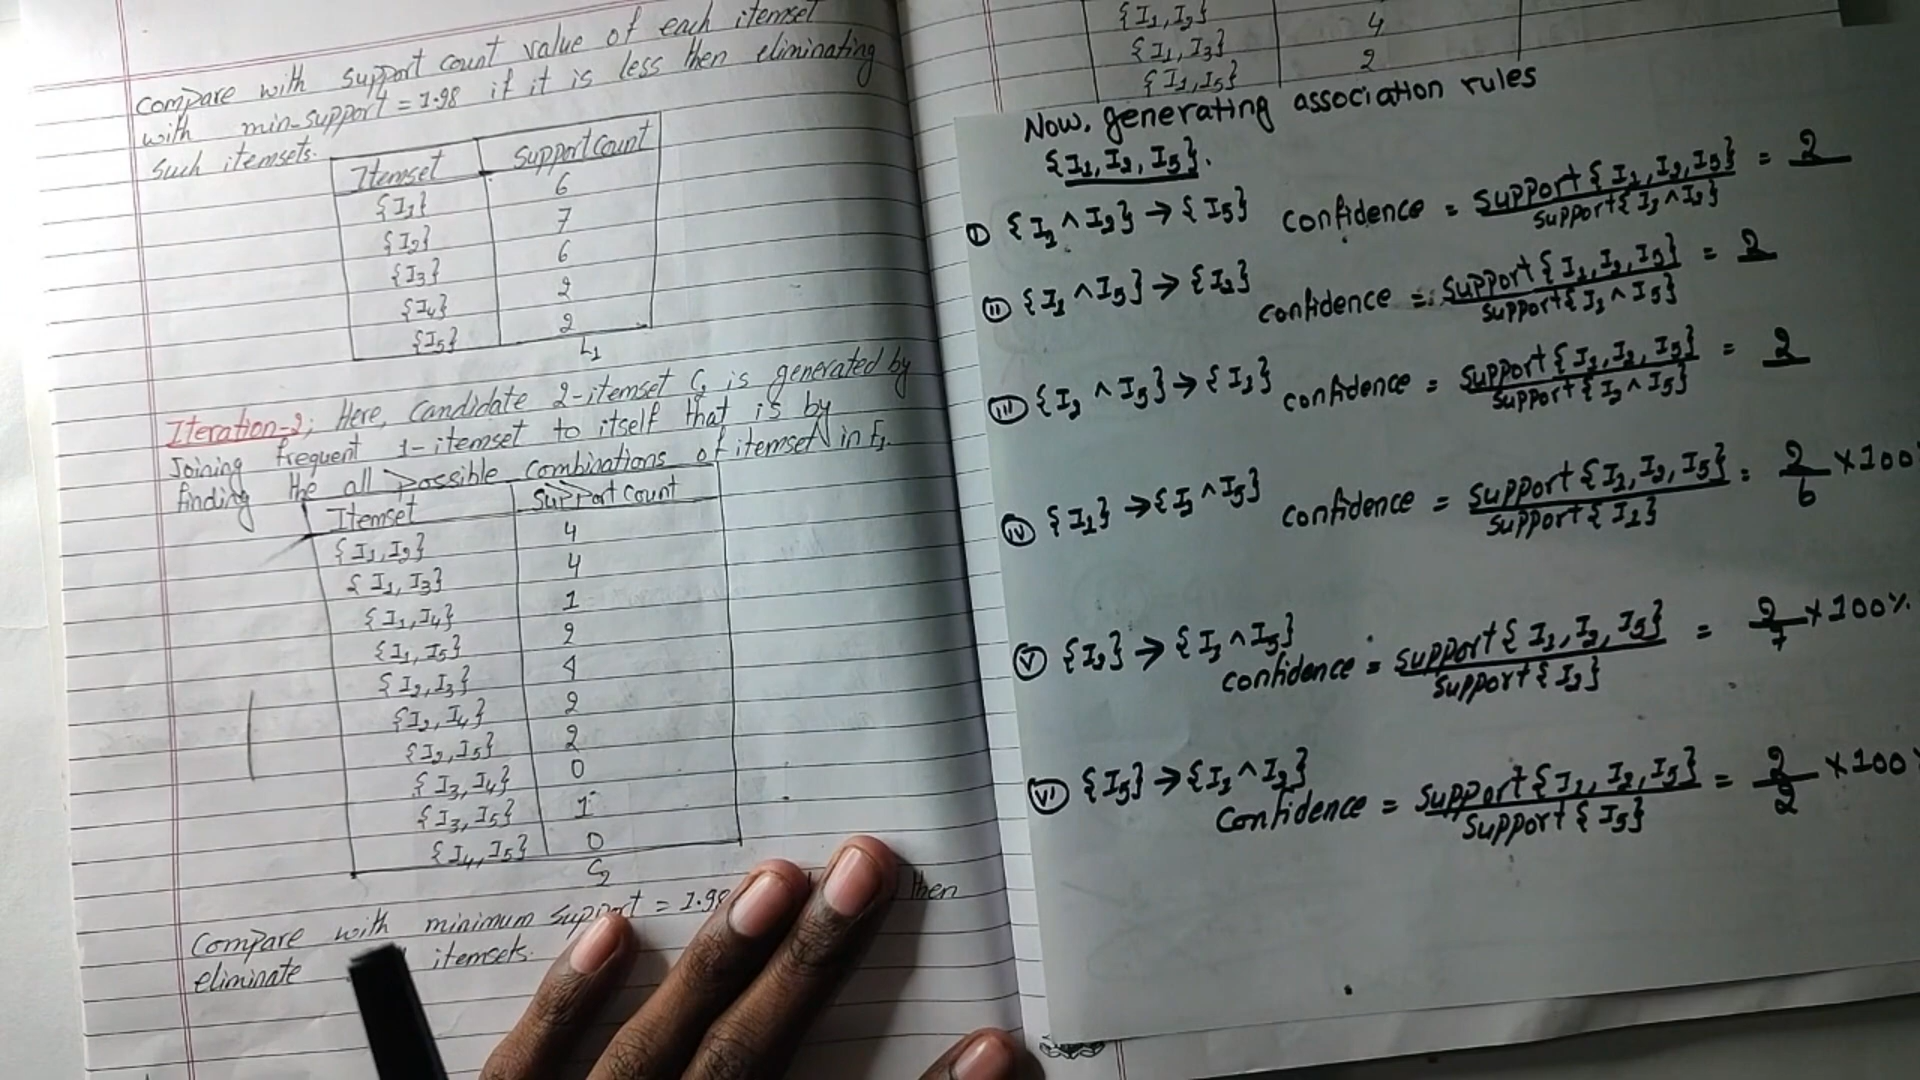 Compare with support count value of each itemset
with min-support = 1.98 if it is less then eliminating
such itemsets.
Itemset Support Count
{I₁} 6
{I₂} 7
{I₃} 6
{I₄} 2
{I₅} 2
L₁
Iteration-2; Here, Candidate 2-itemset C₂ is generated by
Joining frequent 1-itemset to itself that is by
finding the all possible combinations of itemset in F₁.
Itemset Support Count
{I₁, I₂} 4
{I₁, I₃} 4
{I₁, I₄} 1
{I₁, I₅} 2
{I₂, I₃} 4
{I₂, I₄} 2
{I₂, I₅} 2
{I₃, I₄} 0
{I₃, I₅} 1
{I₄, I₅} 0
C₂
Compare with minimum support = 1.98 then
eliminate itemsets.
{I₁, I₂}
{I₁, I₃} 4
{I₁, I₅} 2
Now, generating association rules
{I₁, I₂, I₅}.
(i) {I₁ ^ I₂} → {I₅} confidence = support{I₁, I₂, I₅} / support{I₁ ^ I₂} = 2
(ii) {I₁ ^ I₅} → {I₂} confidence = support{I₁, I₂, I₅} / support{I₁ ^ I₅} = 2
(iii) {I₂ ^ I₅} → {I₁} confidence = support{I₁, I₂, I₅} / support{I₂ ^ I₅} = 2
(iv) {I₁} → {I₂ ^ I₅} confidence = support{I₁, I₂, I₅} / support{I₁} = 2/6 × 100
(v) {I₂} → {I₁ ^ I₅} confidence = support{I₁, I₂, I₅} / support{I₂} = 2/7 × 100%
(vi) {I₅} → {I₁ ^ I₂} confidence = support{I₁, I₂, I₅} / support{I₅} = 2/2 × 100